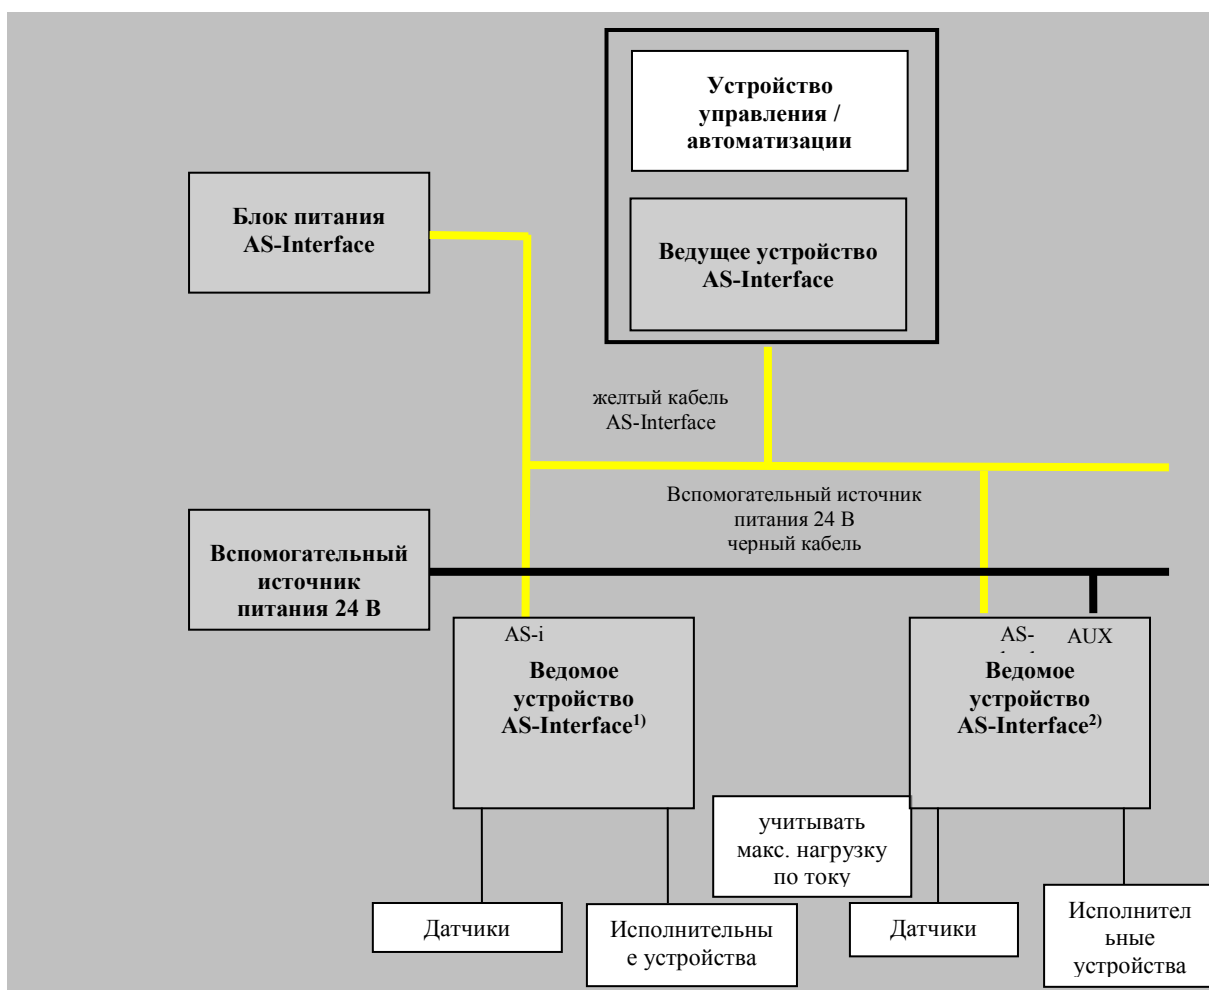 Устройство
управления /
автоматизации
Блок питания
AS-Interface
Ведущее устройство
AS-Interface
желтый кабель
AS-Interface
Вспомогательный источник
питания 24 В
черный кабель
Вспомогательный
источник
питания 24 В
AS-i
Ведомое
устройство
AS-Interface1)
AS-
AUX
Ведомое
устройство
AS-Interface2)
учитывать
макс. нагрузку
по току
Датчики
Исполнительны
е устройства
Датчики
Исполнител
ьные
устройства